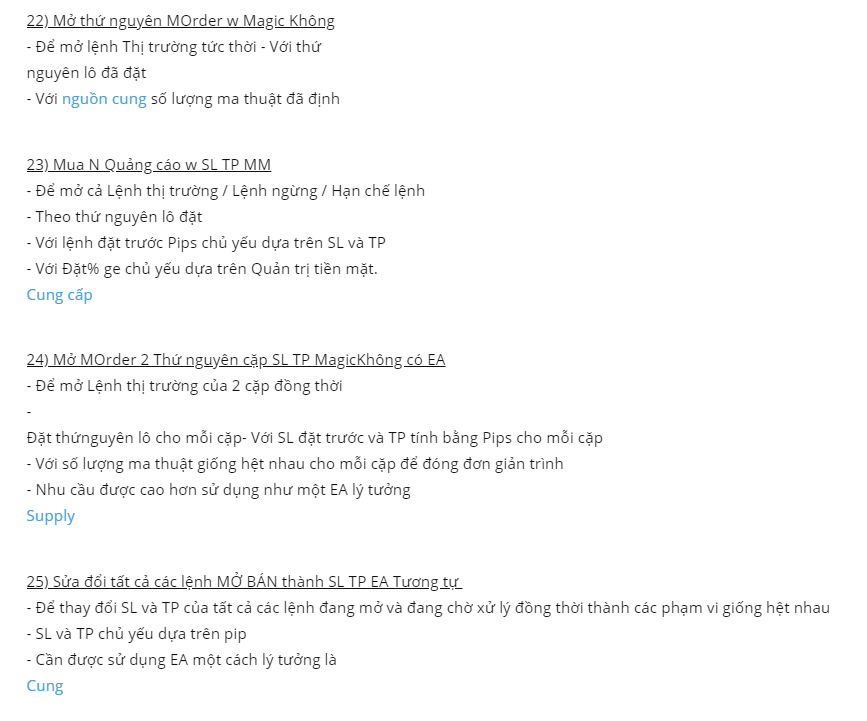 22) Mở thứ nguyên MOrder w Magic Không
- Để mở lệnh Thị trường tức thời - Với thứ
nguyên lô đã đặt
- Với nguồn cung số lượng ma thuật đã định
23) Mua N Quảng cáo w SL TP MM
- Để mở cả Lệnh thị trường / Lệnh ngừng / Hạn chế lệnh
- Theo thứ nguyên lô đặt
- Với lệnh đặt trước Pips chủ yếu dựa trên SL và TP
- Với Đặt% ge chủ yếu dựa trên Quản trị tiền mặt.
Cung cấp
24) Mở MOrder 2 Thứ nguyên cặp SL TP MagicKhông có EA
- Để mở Lệnh thị trường của 2 cặp đồng thời
-
Đặt thứnguyên lô cho mỗi cặp- Với SL đặt trước và TP tính bằng Pips cho mỗi cặp
- Với số lượng ma thuật giống hệt nhau cho mỗi cặp để đóng đơn giản trình
- Nhu cầu được cao hơn sử dụng như một EA lý tưởng
Supply
25) Sửa đổi tất cả các lệnh MỞ BÁN thành SL TP EA Tương tự
- Để thay đổi SL và TP của tất cả các lệnh đang mở và đang chờ xử lý đồng thời thành các phạm vi giống hệt nhau
- SL và TP chủ yếu dựa trên pip
- Cần được sử dụng EA một cách lý tưởng là
Cung